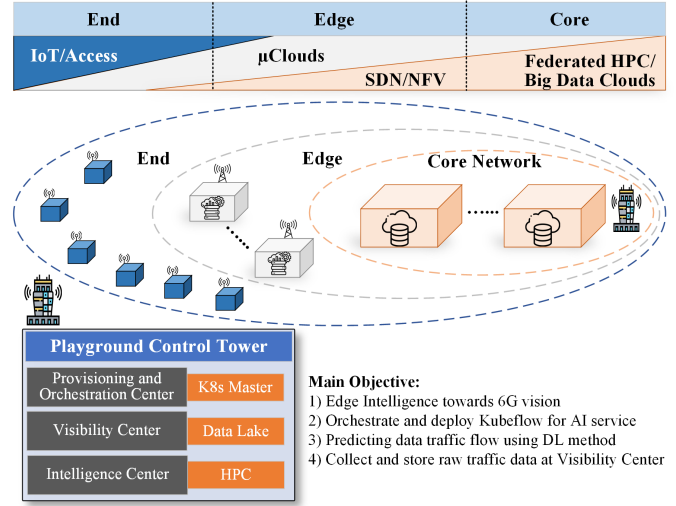 End Edge Core
IoT/Access
μClouds
SDN/NFV
Federated HPC/
Big Data Clouds
End
Edge
Core Network
Playground Control Tower
Provisioning and
Orchestration Center
K8s Master
Visibility Center
Data Lake
Intelligence Center
HPC
Main Objective:
1) Edge Intelligence towards 6G vision
2) Orchestrate and deploy Kubeflow for AI service
3) Predicting data traffic flow using DL method
4) Collect and store raw traffic data at Visibility Center